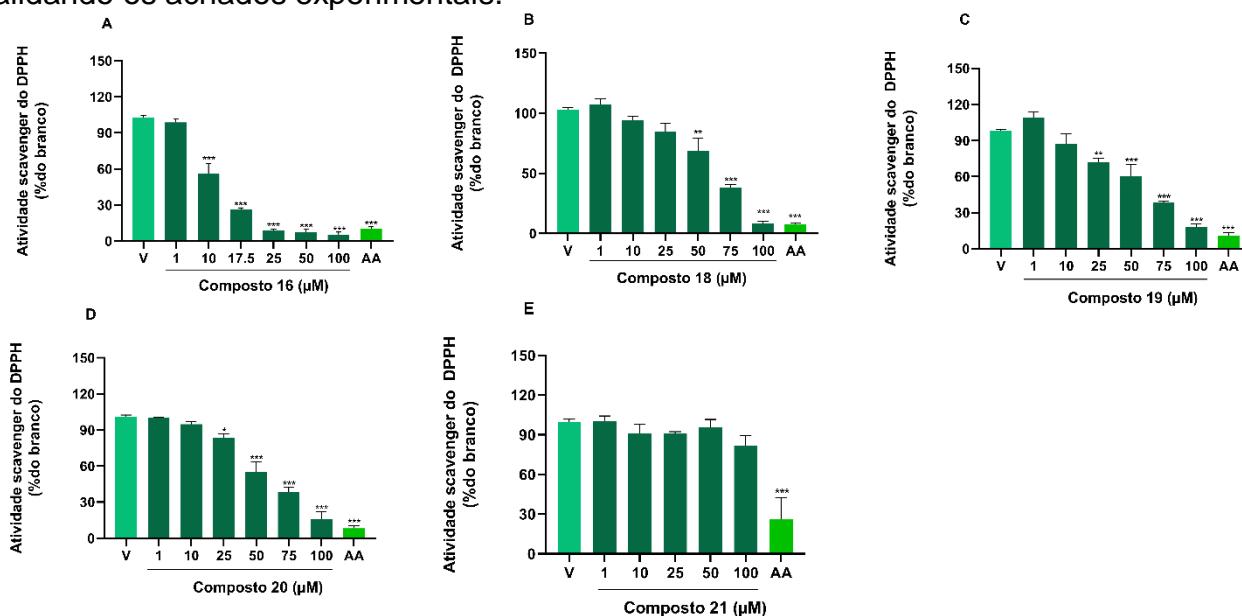 alidando os achados experimentais.
A
Atividade scavenger do DPPH
(%do branco)
150
120
90
60
30
0
***
***
***
***
***
***
V 1 10 17.5 25 50 100 AA
Composto 16 (µM)
B
Atividade scavenger do DPPH
(%do branco)
150
100
50
0
**
***
***
***
V 1 10 25 50 75 100 AA
Composto 18 (µM)
C
Atividade scavenger do DPPH
(%do branco)
150
120
90
60
30
0
**
***
***
***
***
V 1 10 25 50 75 100 AA
Composto 19 (µM)
D
Atividade scavenger do DPPH
(%do branco)
150
120
90
60
30
0
*
***
***
***
***
V 1 10 25 50 75 100 AA
Composto 20 (µM)
E
Atividade scavenger do DPPH
(%do branco)
150
120
90
60
30
0
***
V 1 10 25 50 100 AA
Composto 21 (µM)